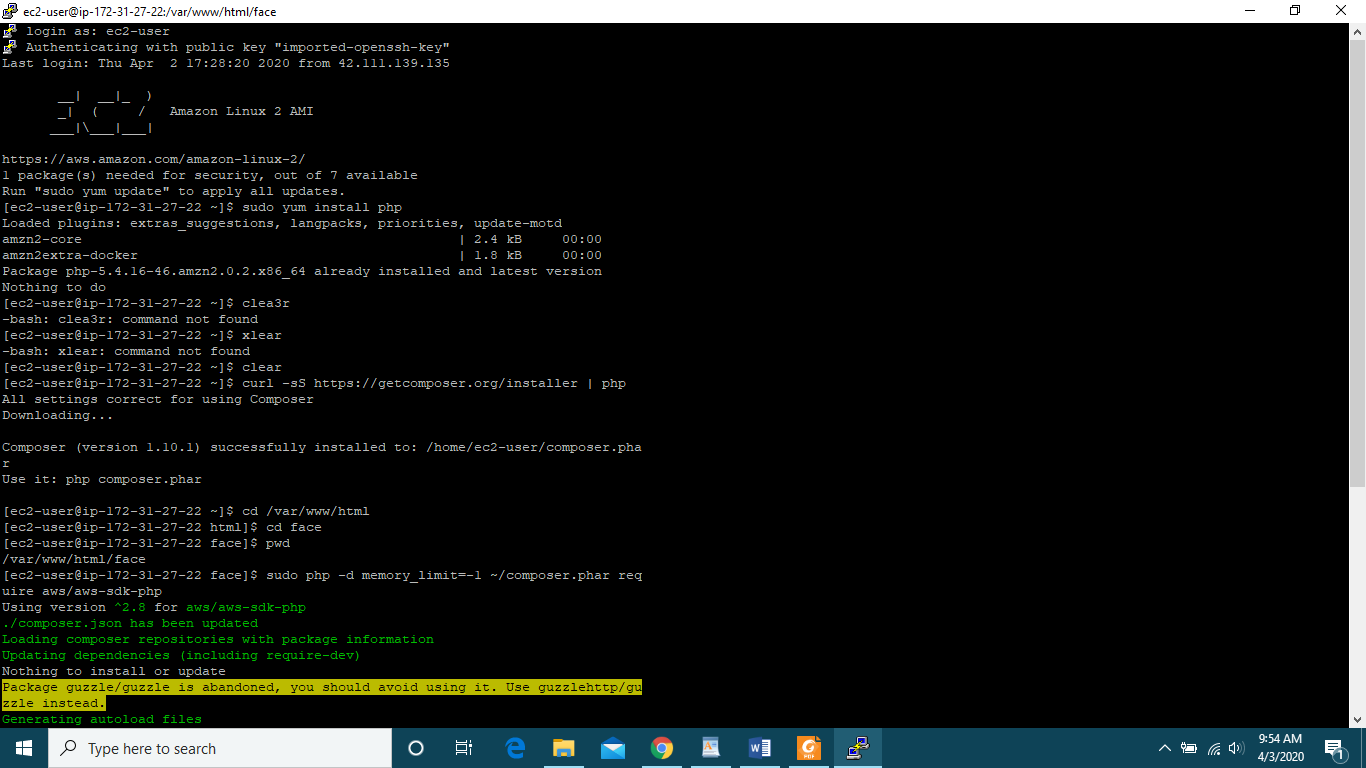 ec2-user@ip-172-31-27-22:/var/www/html/face
login as: ec2-user
Authenticating with public key "imported-openssh-key"
Last login: Thu Apr  2 17:28:20 2020 from 42.111.139.135
       __|  __|_  )
       _|  (     /   Amazon Linux 2 AMI
      ___|\___|___|
https://aws.amazon.com/amazon-linux-2/
1 package(s) needed for security, out of 7 available
Run "sudo yum update" to apply all updates.
[ec2-user@ip-172-31-27-22 ~]$ sudo yum install php
Loaded plugins: extras_suggestions, langpacks, priorities, update-motd
amzn2-core                                               | 2.4 kB     00:00
amzn2extra-docker                                        | 1.8 kB     00:00
Package php-5.4.16-46.amzn2.0.2.x86_64 already installed and latest version
Nothing to do
[ec2-user@ip-172-31-27-22 ~]$ clea3r
-bash: clea3r: command not found
[ec2-user@ip-172-31-27-22 ~]$ xlear
-bash: xlear: command not found
[ec2-user@ip-172-31-27-22 ~]$ clear
[ec2-user@ip-172-31-27-22 ~]$ curl -sS https://getcomposer.org/installer | php
All settings correct for using Composer
Downloading...
Composer (version 1.10.1) successfully installed to: /home/ec2-user/composer.pha
r
Use it: php composer.phar
[ec2-user@ip-172-31-27-22 ~]$ cd /var/www/html
[ec2-user@ip-172-31-27-22 html]$ cd face
[ec2-user@ip-172-31-27-22 face]$ pwd
/var/www/html/face
[ec2-user@ip-172-31-27-22 face]$ sudo php -d memory_limit=-1 ~/composer.phar req
uire aws/aws-sdk-php
Using version ^2.8 for aws/aws-sdk-php
./composer.json has been updated
Loading composer repositories with package information
Updating dependencies (including require-dev)
Nothing to install or update
Package guzzle/guzzle is abandoned, you should avoid using it. Use guzzlehttp/gu
zzle instead.
Generating autoload files
Type here to search
9:54 AM
4/3/2020
1